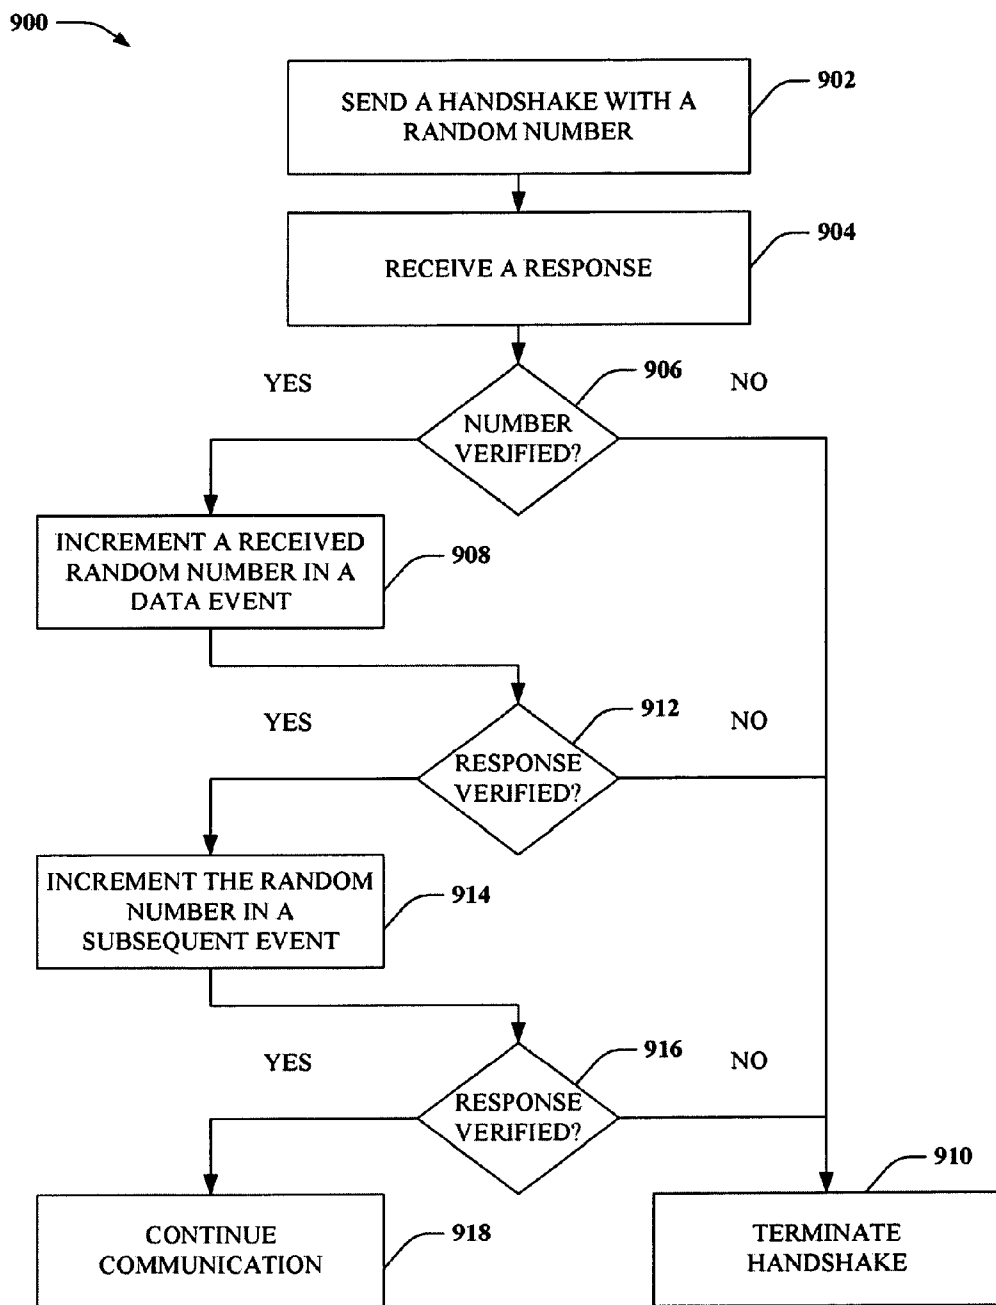 900
SEND A HANDSHAKE WITH A
RANDOM NUMBER
902
RECEIVE A RESPONSE
904
YES
906
NO
NUMBER
VERIFIED?
INCREMENT A RECEIVED
RANDOM NUMBER IN A
DATA EVENT
908
YES
912
NO
RESPONSE
VERIFIED?
INCREMENT THE RANDOM
NUMBER IN A
SUBSEQUENT EVENT
914
YES
916
NO
RESPONSE
VERIFIED?
910
CONTINUE
COMMUNICATION
918
TERMINATE
HANDSHAKE